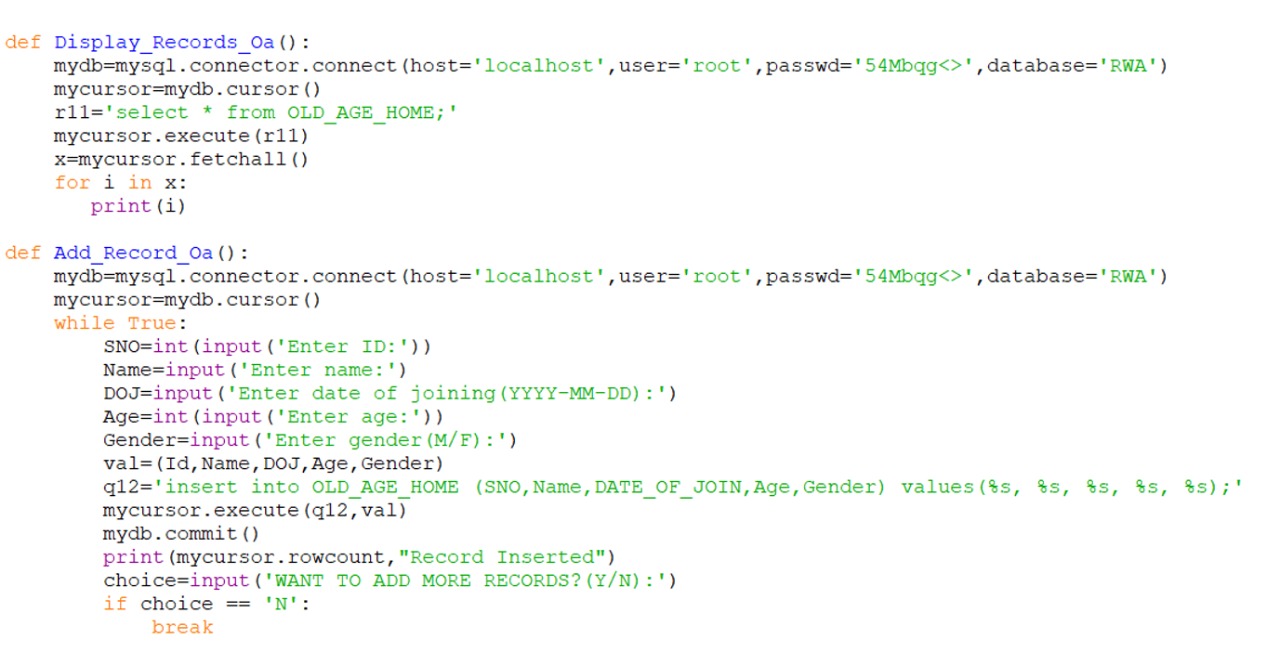 def Display_Records_Oa():
    mydb=mysql.connector.connect(host='localhost',user='root',passwd='54Mbqg<>',database='RWA')
    mycursor=mydb.cursor()
    r11='select * from OLD_AGE_HOME;'
    mycursor.execute(r11)
    x=mycursor.fetchall()
    for i in x:
       print(i)

def Add_Record_Oa():
    mydb=mysql.connector.connect(host='localhost',user='root',passwd='54Mbqg<>',database='RWA')
    mycursor=mydb.cursor()
    while True:
        SNO=int(input('Enter ID:'))
        Name=input('Enter name:')
        DOJ=input('Enter date of joining(YYYY-MM-DD):')
        Age=int(input('Enter age:'))
        Gender=input('Enter gender(M/F):')
        val=(Id,Name,DOJ,Age,Gender)
        q12='insert into OLD_AGE_HOME (SNO,Name,DATE_OF_JOIN,Age,Gender) values(%s, %s, %s, %s, %s);'
        mycursor.execute(q12,val)
        mydb.commit()
        print(mycursor.rowcount,"Record Inserted")
        choice=input('WANT TO ADD MORE RECORDS?(Y/N):')
        if choice == 'N':
            break